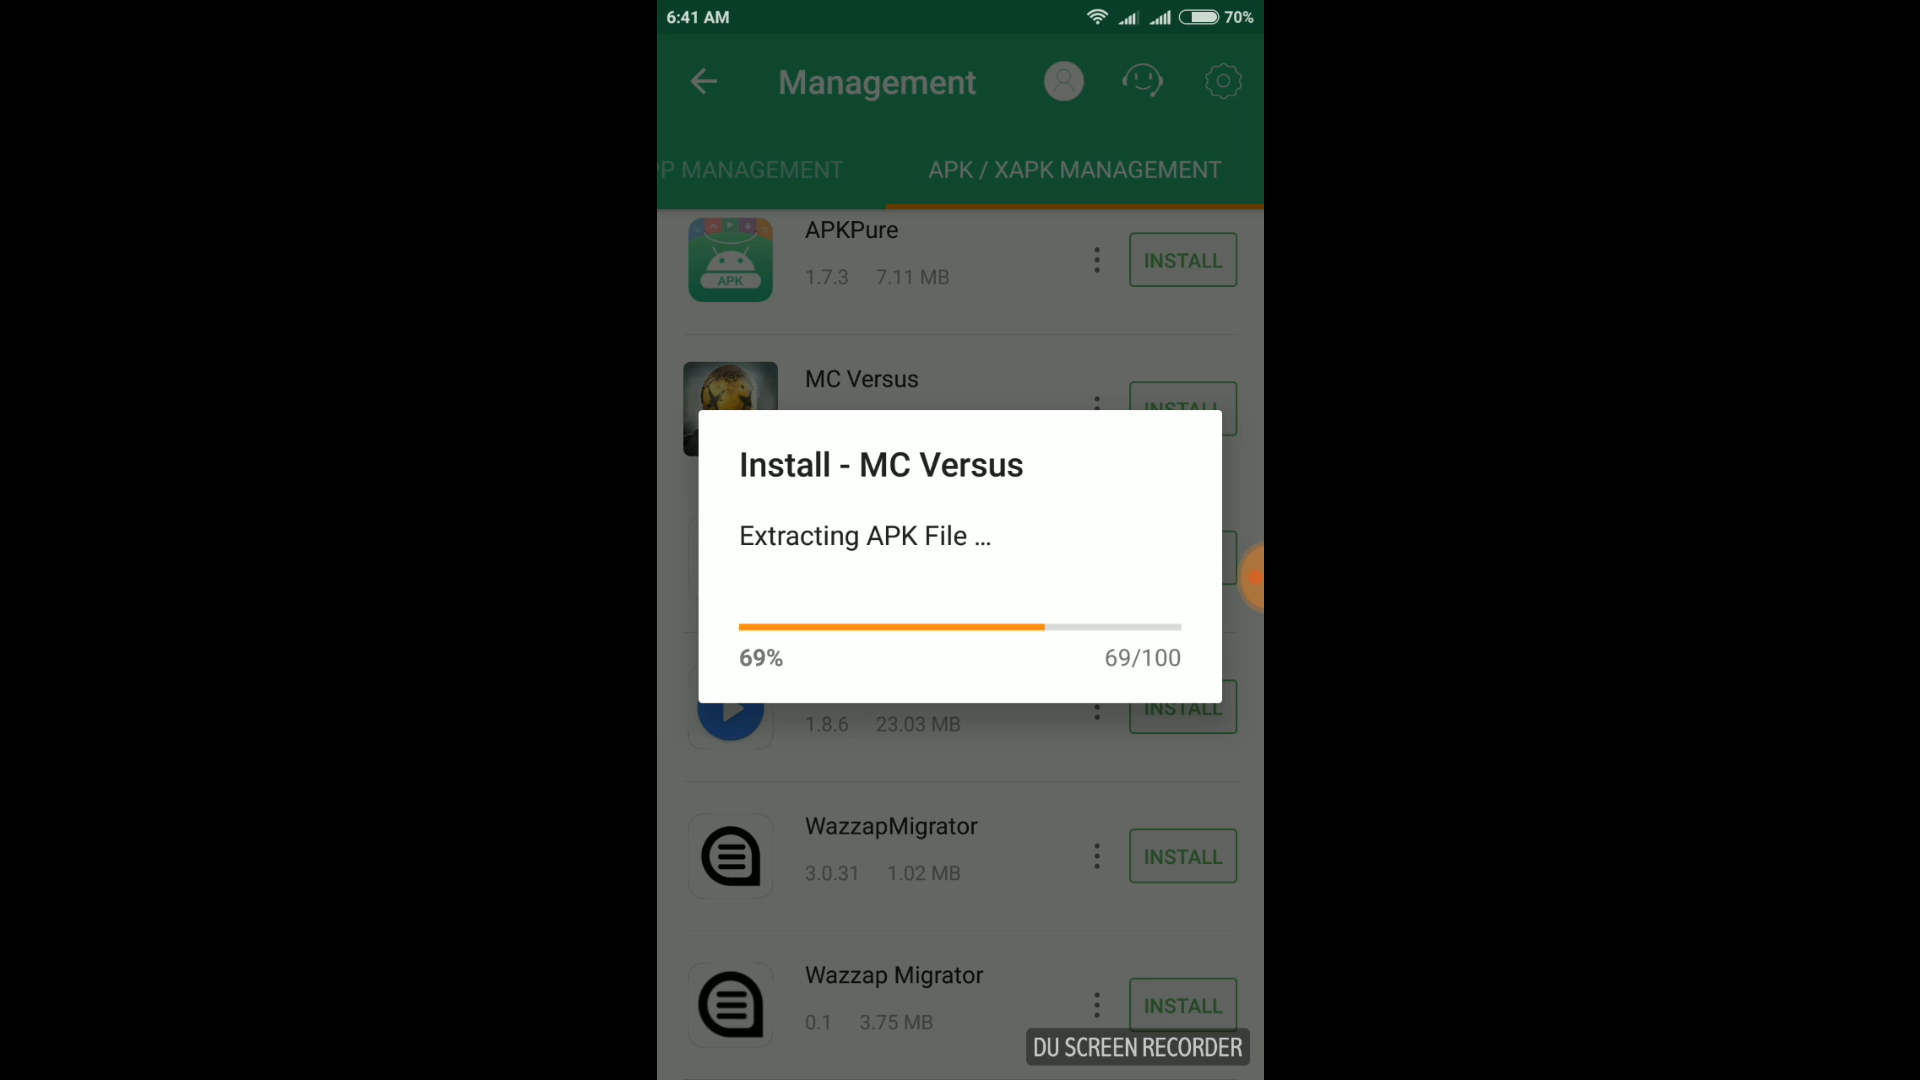 6:41 AM 70%
Management
P MANAGEMENT APK / XAPK MANAGEMENT
APKPure
1.7.3 7.11 MB
INSTALL
APK
MC Versus
INSTALL
Install - MC Versus
Extracting APK File ...
69% 69/100
1.8.6 23.03 MB
INSTALL
WazzapMigrator
3.0.31 1.02 MB
INSTALL
Wazzap Migrator
0.1 3.75 MB
INSTALL
DU SCREEN RECORDER